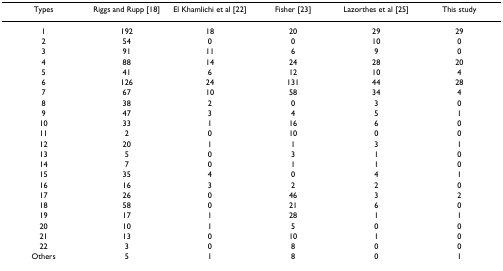 Types Riggs and Rupp [18] El Khamlichi et al [22] Fisher [23] Lazorthes et al [25] This study
1 192 18 20 29 29
2 54 0 0 10 0
3 91 11 6 9 0
4 88 14 24 28 20
5 41 6 12 10 4
6 126 24 131 44 28
7 67 10 58 34 4
8 38 2 0 3 0
9 47 3 4 5 1
10 33 1 16 6 0
11 2 0 10 0 0
12 20 1 1 3 1
13 5 0 3 1 0
14 7 0 1 1 0
15 35 4 0 4 1
16 16 3 2 2 0
17 26 0 46 3 2
18 58 0 21 6 0
19 17 1 28 1 1
20 10 1 5 0 0
21 13 0 10 1 0
22 3 0 8 0 0
Others 5 1 8 0 1